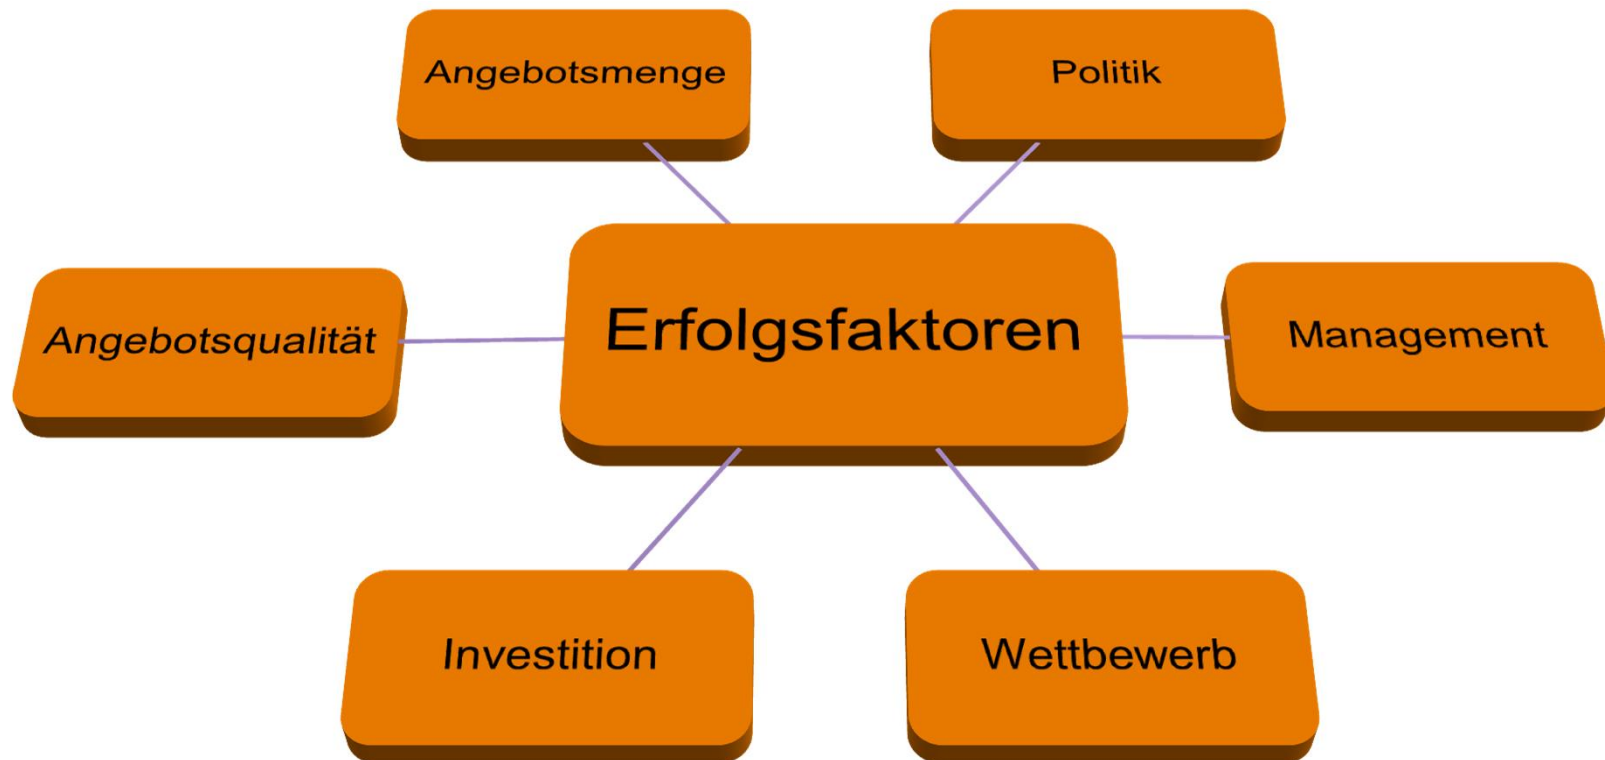 Angebotsmenge
Politik
Angebotsqualität
Erfolgsfaktoren
Management
Investition
Wettbewerb